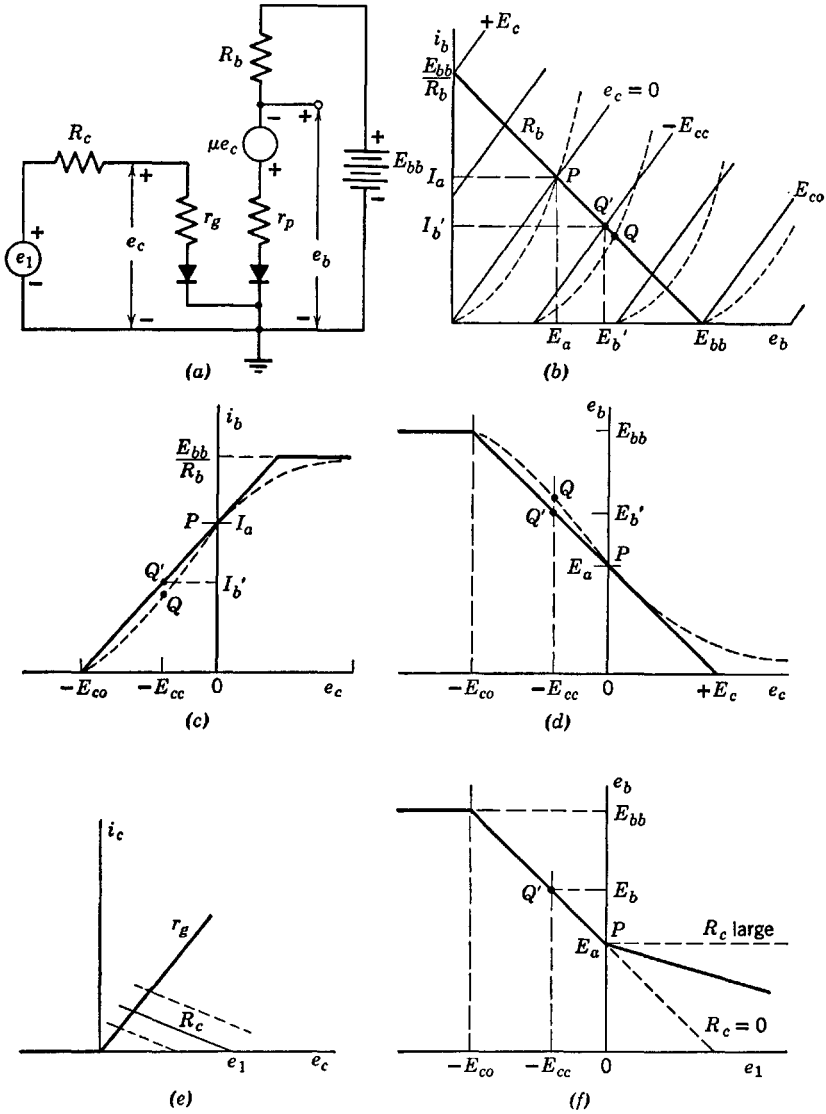 R_b
R_c
μe_c
E_bb
r_g
r_p
e_1
e_c
e_b
+
+
+
+
+
+
−
−
−
−
−
(a)
i_b
+E_c
E_bb
R_b
R_b
e_c = 0
−E_cc
E_co
I_a
P
Q′
Q
I_b′
E_a
E_b′
E_bb
e_b
(b)
i_b
E_bb
R_b
P
I_a
Q′
I_b′
Q
−E_co
−E_cc
0
e_c
(c)
e_b
E_bb
Q
Q′
E_b′
P
E_a
−E_co
−E_cc
0
+E_c
e_c
(d)
i_c
r_g
R_c
e_1
e_c
(e)
e_b
E_bb
Q′
E_b
P
R_c large
E_a
R_c = 0
−E_co
−E_cc
0
e_1
(f)